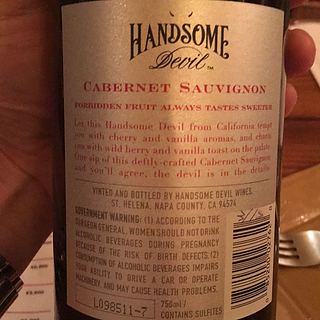 HANDSOME
Devil™
CABERNET SAUVIGNON
FORBIDDEN FRUIT ALWAYS TASTES SWEETER
Let this Handsome Devil from California tempt
you with cherry and vanilla aromas, and charm
you with wild berry and vanilla toast on the palate.
One sip of this deftly-crafted Cabernet Sauvignon
and you'll agree, the devil is in the details
VINTED AND BOTTLED BY HANDSOME DEVIL WINES,
ST. HELENA, NAPA COUNTY, CA 94574
GOVERNMENT WARNING: (1) ACCORDING TO THE
SURGEON GENERAL, WOMEN SHOULD NOT DRINK
ALCOHOLIC BEVERAGES DURING PREGNANCY
BECAUSE OF THE RISK OF BIRTH DEFECTS. (2)
CONSUMPTION OF ALCOHOLIC BEVERAGES IMPAIRS
YOUR ABILITY TO DRIVE A CAR OR OPERATE
MACHINERY, AND MAY CAUSE HEALTH PROBLEMS.
L098511-7
750ml
CONTAINS SULFITES